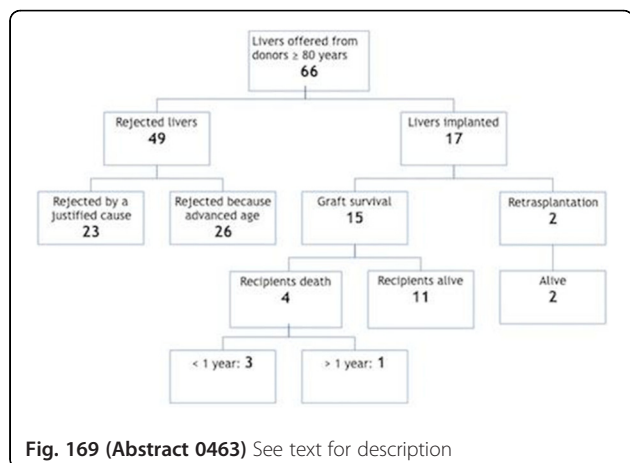 Livers offered from
donors ≥ 80 years
66
Rejected livers
49
Livers implanted
17
Rejected by a
justified cause
23
Rejected because
advanced age
26
Graft survival
15
Retrasplantation
2
Recipients death
4
Recipients alive
11
Alive
2
< 1 year: 3
> 1 year: 1
Fig. 169 (Abstract 0463) See text for description